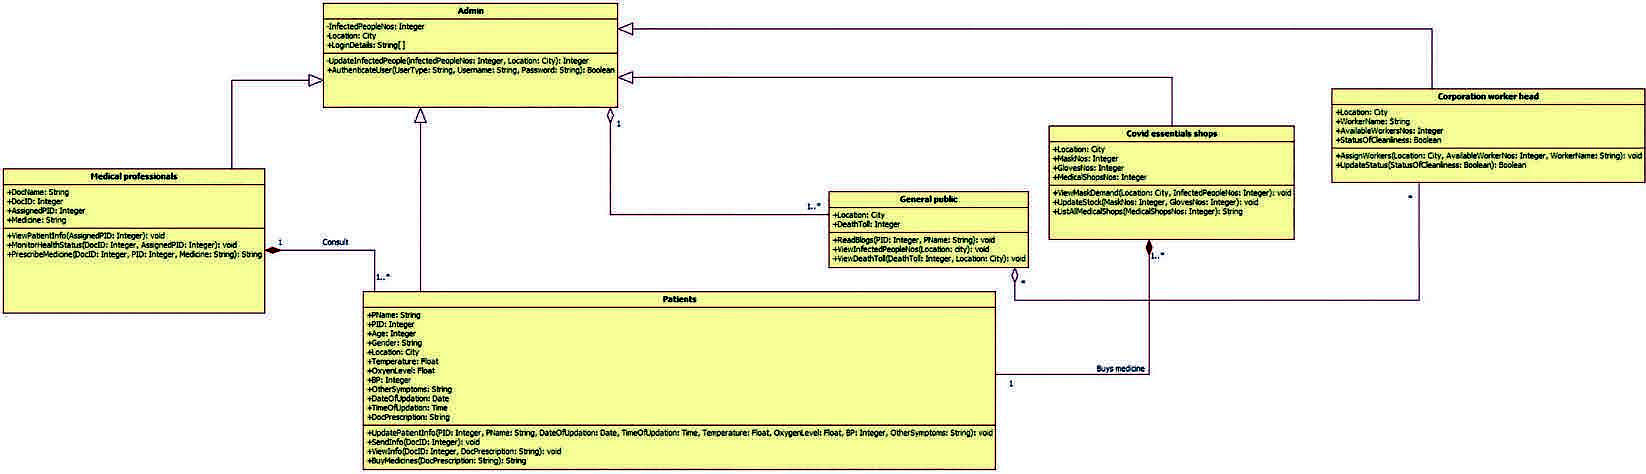 Admin
-InfectedPeopleNos: Integer
-Location: City
+LoginDetails: String[]
-UpdateInfectedPeople(infectedPeopleNos: Integer, Location: City): Integer
+AuthenticateUser(UserType: String, Username: String, Password: String): Boolean
1
1..*
Corporation worker head
+Location: City
+WorkerName: String
+AvailableWorkersNos: Integer
+StatusOfCleanliness: Boolean
+AssignWorkers(Location: City, AvailableWorkerNos: Integer, WorkerName: String): void
+UpdateStatus(StatusOfCleanliness: Boolean): Boolean
*
Covid essentials shops
+Location: City
+MaskNos: Integer
+GlovesNos: Integer
+MedicalShopsNos: Integer
+ViewMaskDemand(Location: City, InfectedPeopleNos: Integer): void
+UpdateStock(MaskNos: Integer, GlovesNos: Integer): void
+ListAllMedicalShops(MedicalShopsNos: Integer): String
1..*
Medical professionals
+DocName: String
+DocID: Integer
+AssignedPID: Integer
+Medicine: String
+ViewPatientInfo(AssignedPID: Integer): void
+MonitorHealthStatus(DocID: Integer, AssignedPID: Integer): void
+PrescribeMedicine(DocID: Integer, PID: Integer, Medicine: String): String
1
Consult
1..*
General public
+Location: City
+DeathToll: Integer
+ReadBlogs(PID: Integer, PName: String): void
+ViewInfectedPeopleNos(Location: city): void
+ViewDeathToll(DeathToll: Integer, Location: City): void
*
Patients
+PName: String
+PID: Integer
+Age: Integer
+Gender: String
+Location: City
+Temperature: Float
+OxyenLevel: Float
+BP: Integer
+OtherSymptoms: String
+DateOfUpdation: Date
+TimeOfUpdation: Time
+DocPrescription: String
+UpdatePatientInfo(PID: Integer, PName: String, DateOfUpdation: Date, TimeOfUpdation: Time, Temperature: Float, OxygenLevel: Float, BP: Integer, OtherSymptoms: String): void
+SendInfo(DocID: Integer): void
+ViewInfo(DocID: Integer, DocPrescription: String): void
+BuyMedicines(DocPrescription: String): String
Buys medicine
1